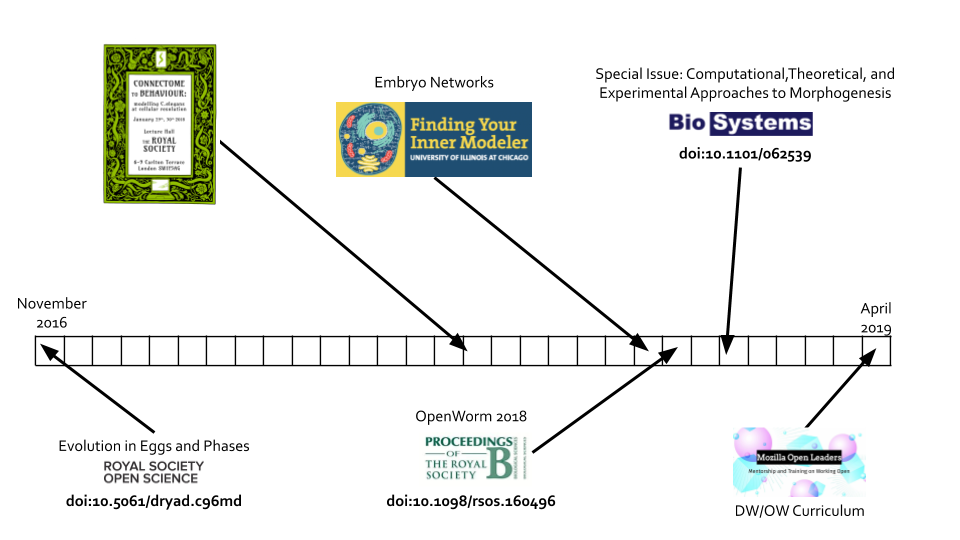 CONNECTOME
TO BEHAVIOUR:
modelling C.elegans
at cellular resolution
January 29th, 30th 2018
Lecture Hall
THE ROYAL
SOCIETY
6-9 Carlton Terrace
London SW1Y5AG
Embryo Networks
Finding Your
Inner Modeler
UNIVERSITY OF ILLINOIS AT CHICAGO
Special Issue: Computational,Theoretical, and
Experimental Approaches to Morphogenesis
Bio Systems
doi:10.1101/062539
November
2016
April
2019
Evolution in Eggs and Phases
ROYAL SOCIETY
OPEN SCIENCE
doi:10.5061/dryad.c96md
OpenWorm 2018
PROCEEDINGS
OF
THE ROYAL
SOCIETY
B
doi:10.1098/rsos.160496
Mozilla Open Leaders
Mentorship and Training on Working Open
DW/OW Curriculum